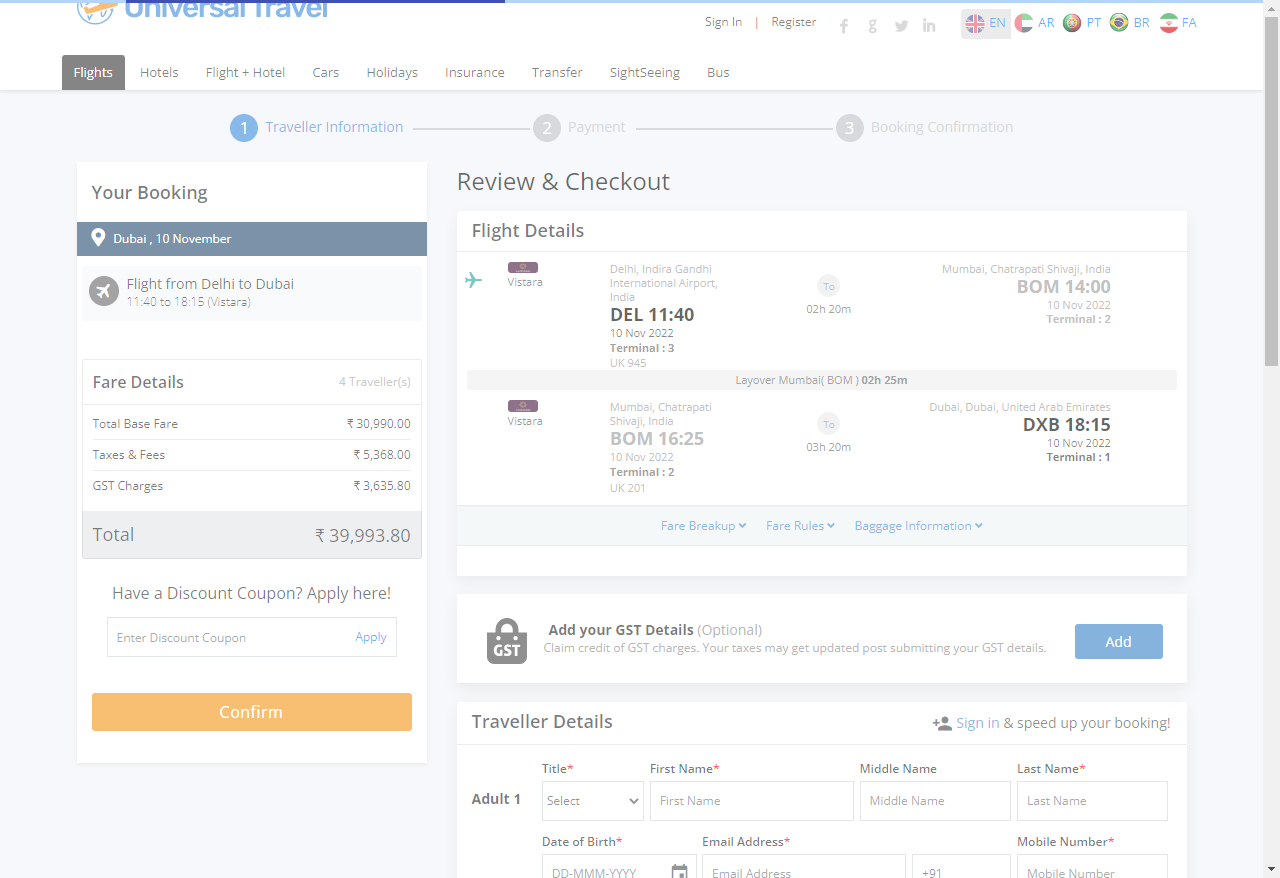 Universal Travel
Sign In | Register
EN AR PT BR FA
Flights Hotels Flight + Hotel Cars Holidays Insurance Transfer SightSeeing Bus
1 Traveller Information 2 Payment 3 Booking Confirmation
Your Booking
Dubai , 10 November
Flight from Delhi to Dubai
11:40 to 18:15 (Vistara)
Fare Details 4 Traveller(s)
Total Base Fare ₹ 30,990.00
Taxes & Fees ₹ 5,368.00
GST Charges ₹ 3,635.80
Total ₹ 39,993.80
Have a Discount Coupon? Apply here!
Enter Discount Coupon Apply
Confirm
Review & Checkout
Flight Details
Vistara
Delhi, Indira Gandhi
International Airport,
India
DEL 11:40
10 Nov 2022
Terminal : 3
UK 945
To
02h 20m
Mumbai, Chatrapati Shivaji, India
BOM 14:00
10 Nov 2022
Terminal : 2
Layover Mumbai( BOM ) 02h 25m
Vistara
Mumbai, Chatrapati
Shivaji, India
BOM 16:25
10 Nov 2022
Terminal : 2
UK 201
To
03h 20m
Dubai, Dubai, United Arab Emirates
DXB 18:15
10 Nov 2022
Terminal : 1
Fare Breakup Fare Rules Baggage Information
GST
Add your GST Details (Optional)
Claim credit of GST charges. Your taxes may get updated post submitting your GST details.
Add
Traveller Details Sign in & speed up your booking!
Title* First Name* Middle Name Last Name*
Adult 1 Select First Name Middle Name Last Name
Date of Birth* Email Address* Mobile Number*
DD-MMM-YYYY Email Address +91 Mobile Number